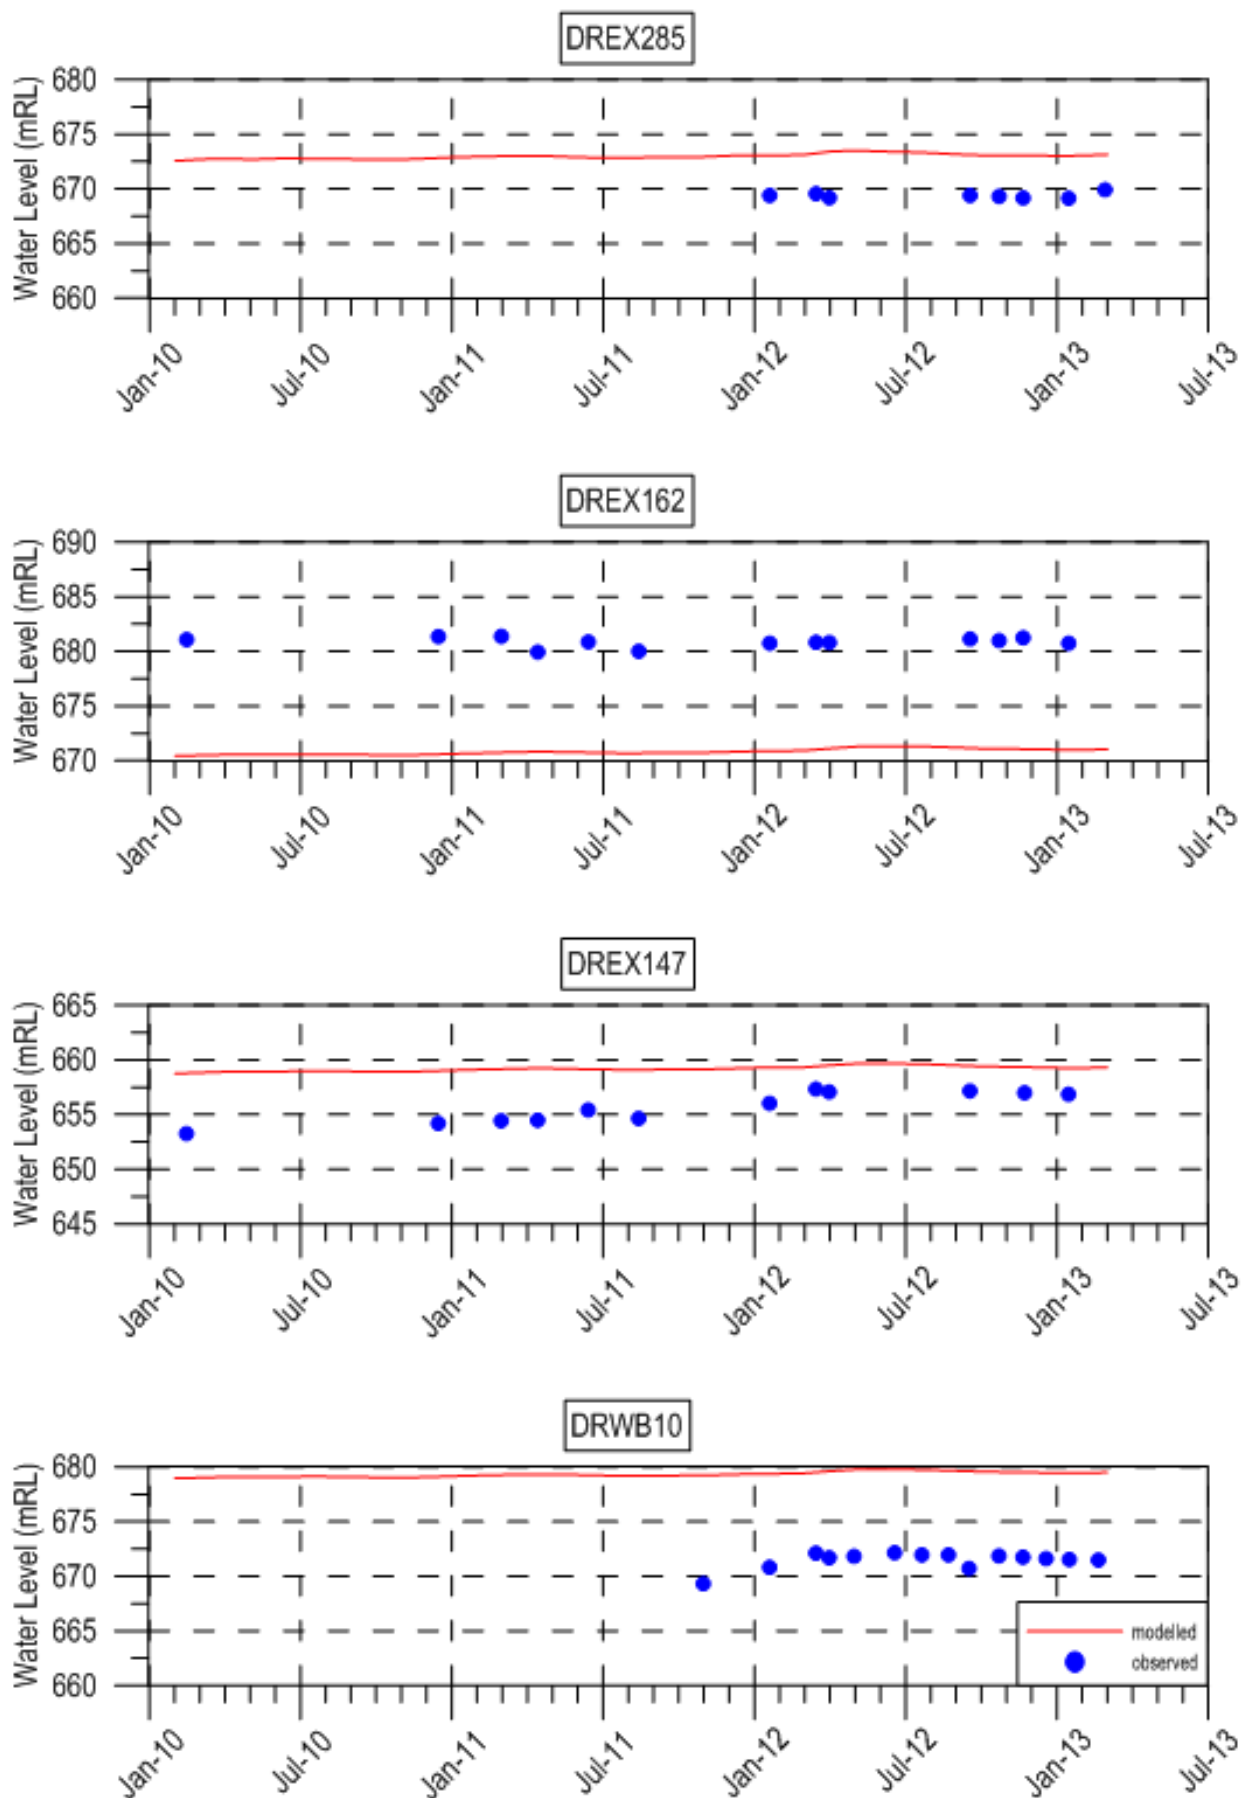 DREX285
Water Level (mRL)
680
675
670
665
660
Jan-10 Jul-10 Jan-11 Jul-11 Jan-12 Jul-12 Jan-13 Jul-13
DREX162
Water Level (mRL)
690
685
680
675
670
Jan-10 Jul-10 Jan-11 Jul-11 Jan-12 Jul-12 Jan-13 Jul-13
DREX147
Water Level (mRL)
665
660
655
650
645
Jan-10 Jul-10 Jan-11 Jul-11 Jan-12 Jul-12 Jan-13 Jul-13
DRWB10
Water Level (mRL)
680
675
670
665
660
modelled
observed
Jan-10 Jul-10 Jan-11 Jul-11 Jan-12 Jul-12 Jan-13 Jul-13